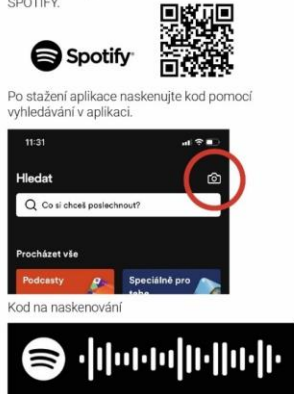 SPOTIFY.
Spotify
Po stažení aplikace naskenujte kod pomocí
vyhledávání v aplikaci.
11:31
Hledat
Co si chceš poslechnout?
Procházet vše
Podcasty
Speciálně pro
tebe
Kod na naskenování